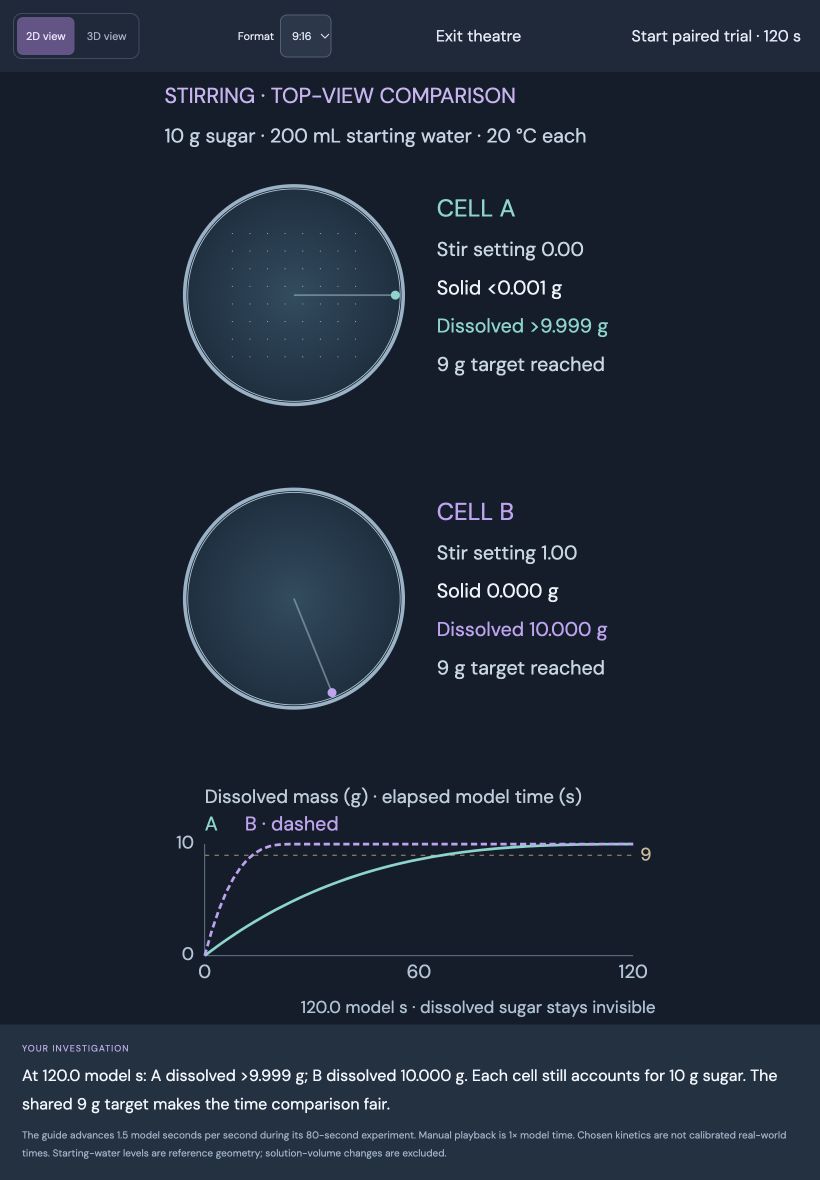 2D view 3D view Format 9:16 Exit theatre Start paired trial · 120 s
STIRRING · TOP-VIEW COMPARISON
10 g sugar · 200 mL starting water · 20 °C each
CELL A
Stir setting 0.00
Solid <0.001 g
Dissolved >9.999 g
9 g target reached
CELL B
Stir setting 1.00
Solid 0.000 g
Dissolved 10.000 g
9 g target reached
Dissolved mass (g) · elapsed model time (s)
A B · dashed
10
9
0
0 60 120
120.0 model s · dissolved sugar stays invisible
YOUR INVESTIGATION
At 120.0 model s: A dissolved >9.999 g; B dissolved 10.000 g. Each cell still accounts for 10 g sugar. The
shared 9 g target makes the time comparison fair.
The guide advances 1.5 model seconds per second during its 80-second experiment. Manual playback is 1× model time. Chosen kinetics are not calibrated real-world
times. Starting-water levels are reference geometry; solution-volume changes are excluded.